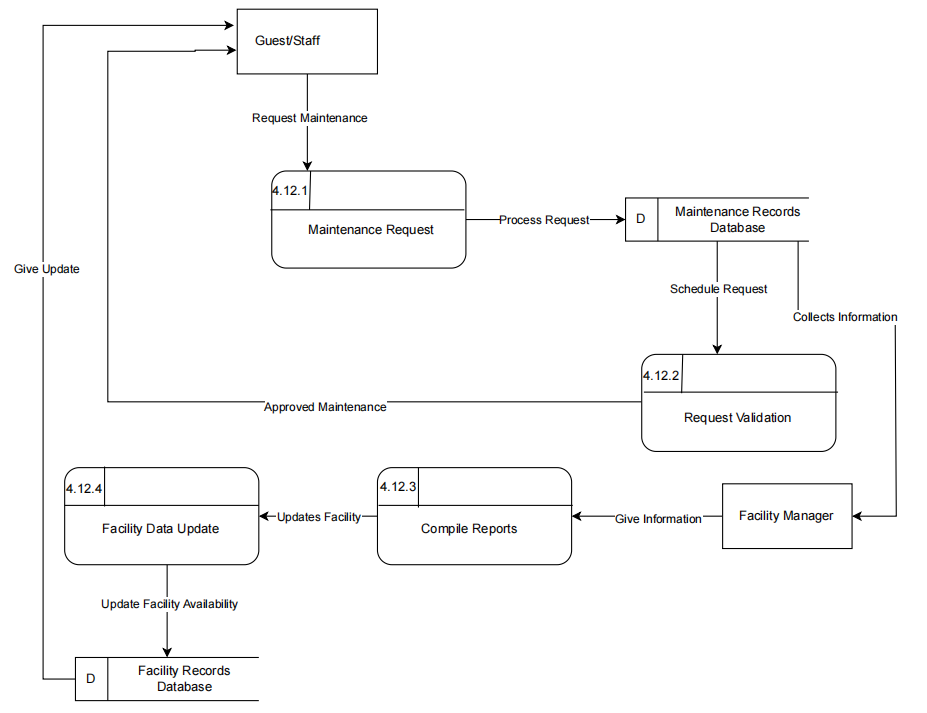 Guest/Staff
Request Maintenance
4.12.1
Maintenance Request
Process Request
D
Maintenance Records
Database
Give Update
Schedule Request
Collects Information
4.12.2
Request Validation
Approved Maintenance
4.12.4
Facility Data Update
Updates Facility
4.12.3
Compile Reports
Give Information
Facility Manager
Update Facility Availability
D
Facility Records
Database